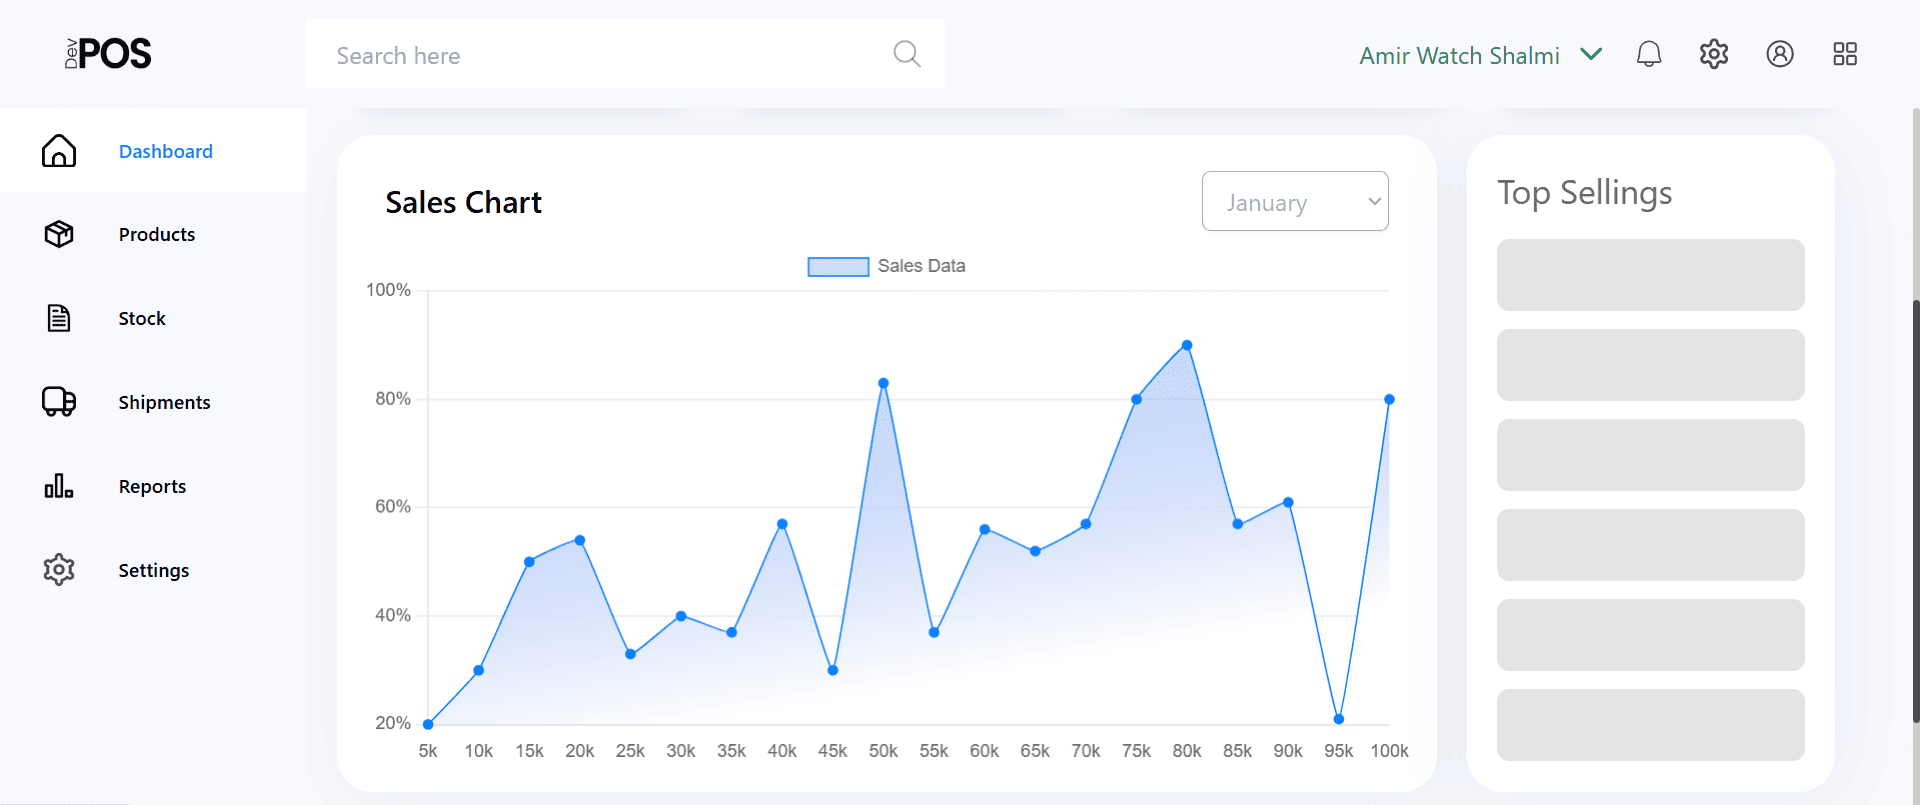 Dev POS
Search here
Amir Watch Shalmi
Dashboard
Products
Stock
Shipments
Reports
Settings
Sales Chart
January
Sales Data
100%
80%
60%
40%
20%
5k 10k 15k 20k 25k 30k 35k 40k 45k 50k 55k 60k 65k 70k 75k 80k 85k 90k 95k 100k
Top Sellings